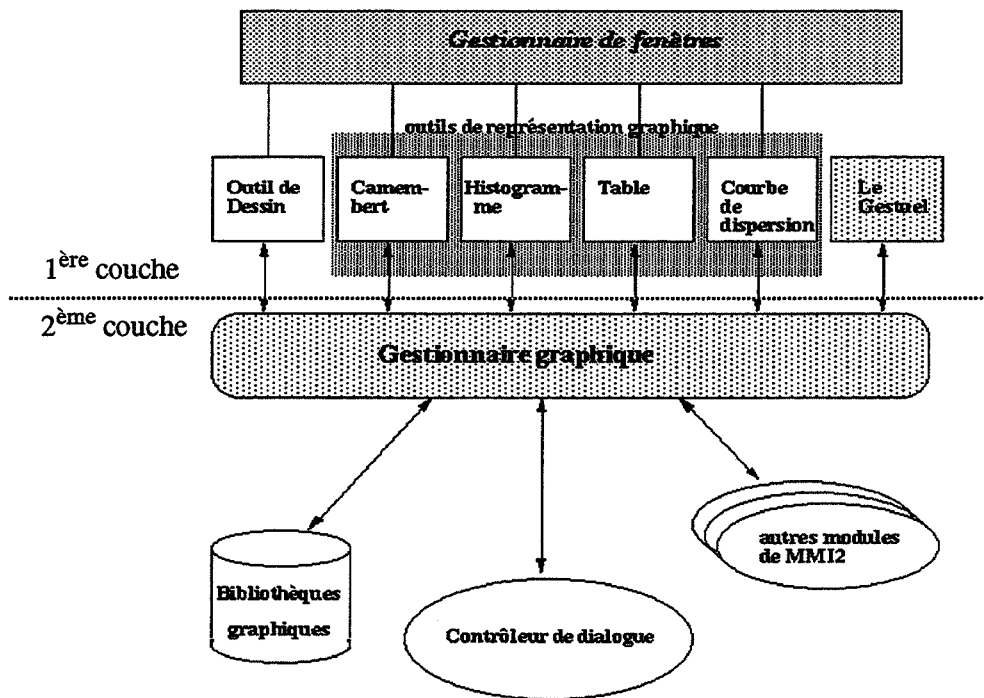 Gestionnaire de fenêtres
outils de représentation graphique
Outil de
Dessin
Camem-
bert
Histogram-
me
Table
Courbe
de
dispersion
Le
Gestuel
1ère couche
2ème couche
Gestionnaire graphique
Bibliothèques
graphiques
Contrôleur de dialogue
autres modules
de MMI2